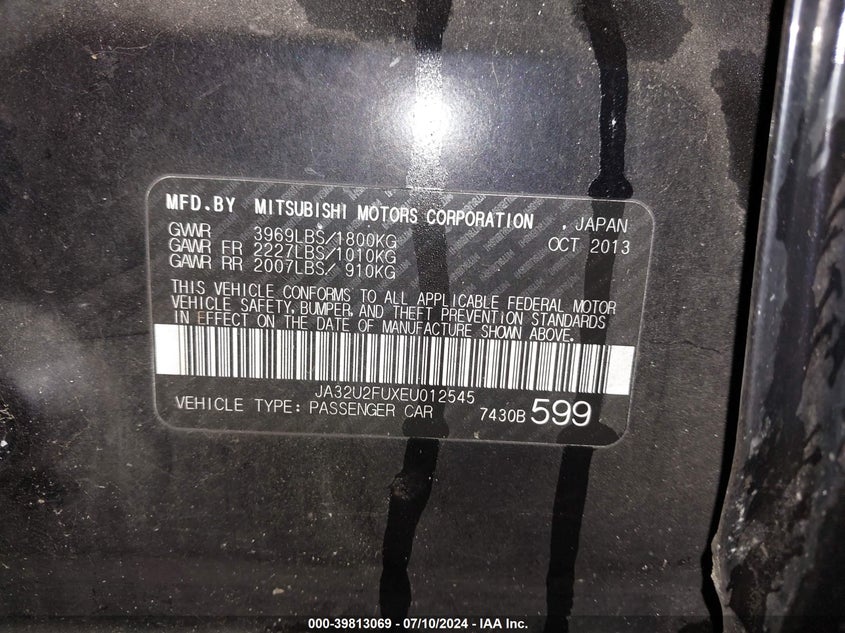 MFD.BY MITSUBISHI MOTORS CORPORATION , JAPAN
GVWR 3969LBS/1800KG OCT 2013
GAWR FR 2227LBS/1010KG
GAWR RR 2007LBS/ 910KG
THIS VEHICLE CONFORMS TO ALL APPLICABLE FEDERAL MOTOR
VEHICLE SAFETY, BUMPER, AND THEFT PREVENTION STANDARDS
IN EFFECT ON THE DATE OF MANUFACTURE SHOWN ABOVE.
JA32U2FUXEU012545
VEHICLE TYPE: PASSENGER CAR 7430B 599
000-39813069 - 07/10/2024 - IAA Inc.